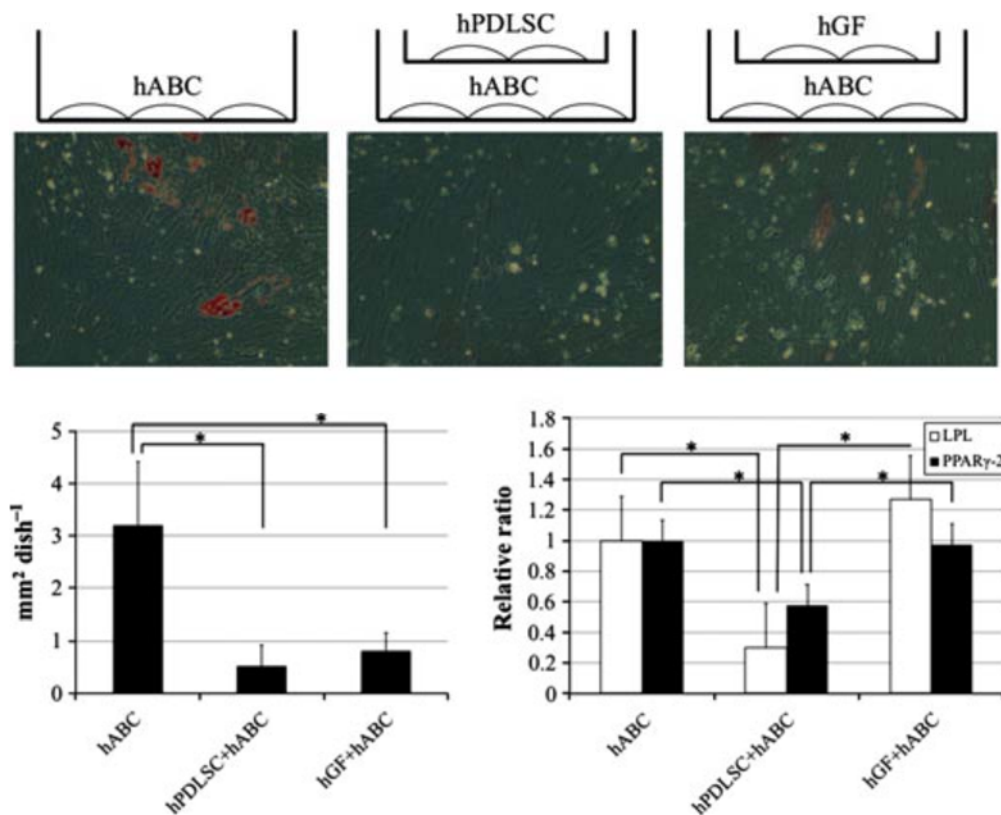 hPDLSC hGF
hABC hABC hABC
* *
5
4
3
2
1
0
mm² dish⁻¹
hABC
hPDLSC+hABC
hGF+hABC
1.8
1.6
1.4
1.2
1
0.8
0.6
0.4
0.2
0
Relative ratio
* * * *
LPL
PPARγ-2
hABC
hPDLSC+hABC
hGF+hABC